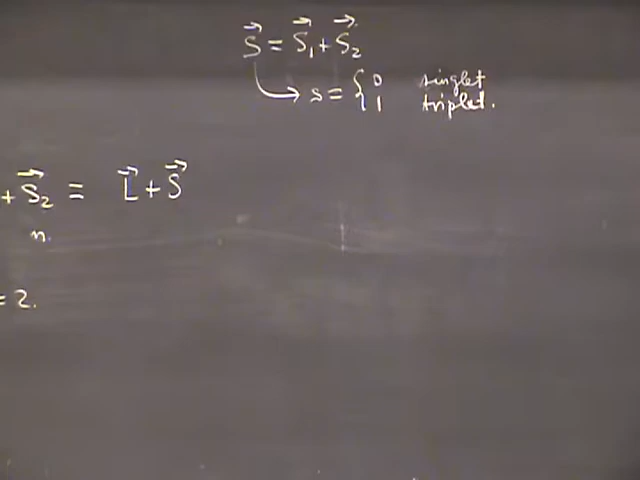 S⃗ = S⃗₁ + S⃗₂
↳ s = { 0 singlet
1 triplet.
+ S⃗₂ = L⃗ + S⃗
n.
= 2.